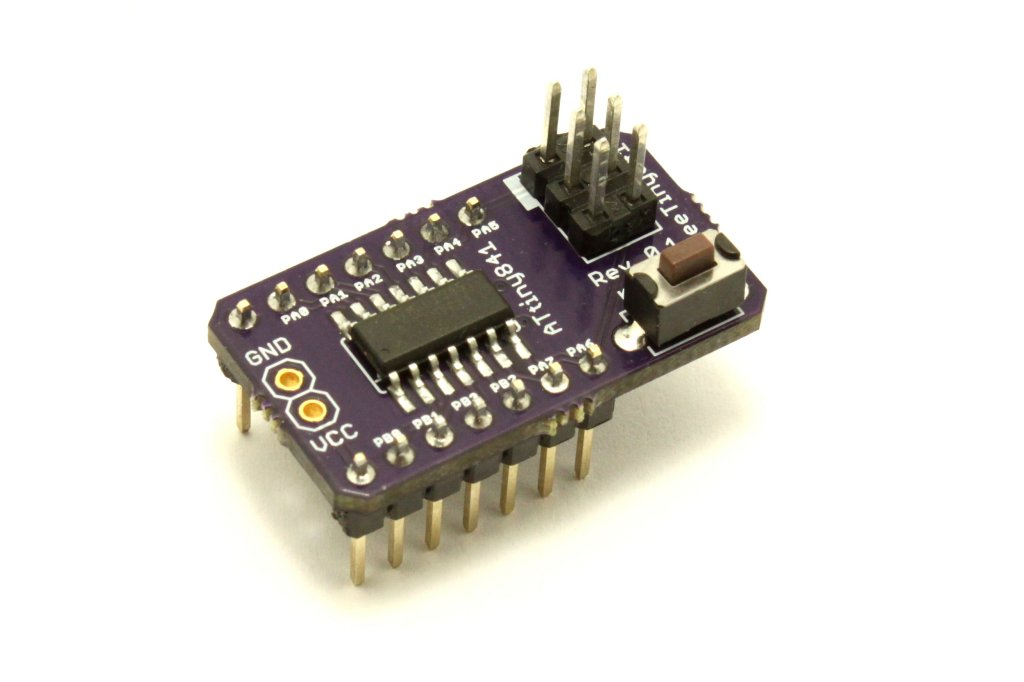 GND
VCC
PA0
PA1
PA2
PA3
PA4
PA5
ATtiny841
PB0
PB1
PB3
PB2
PA7
PA6
Rev 0.1